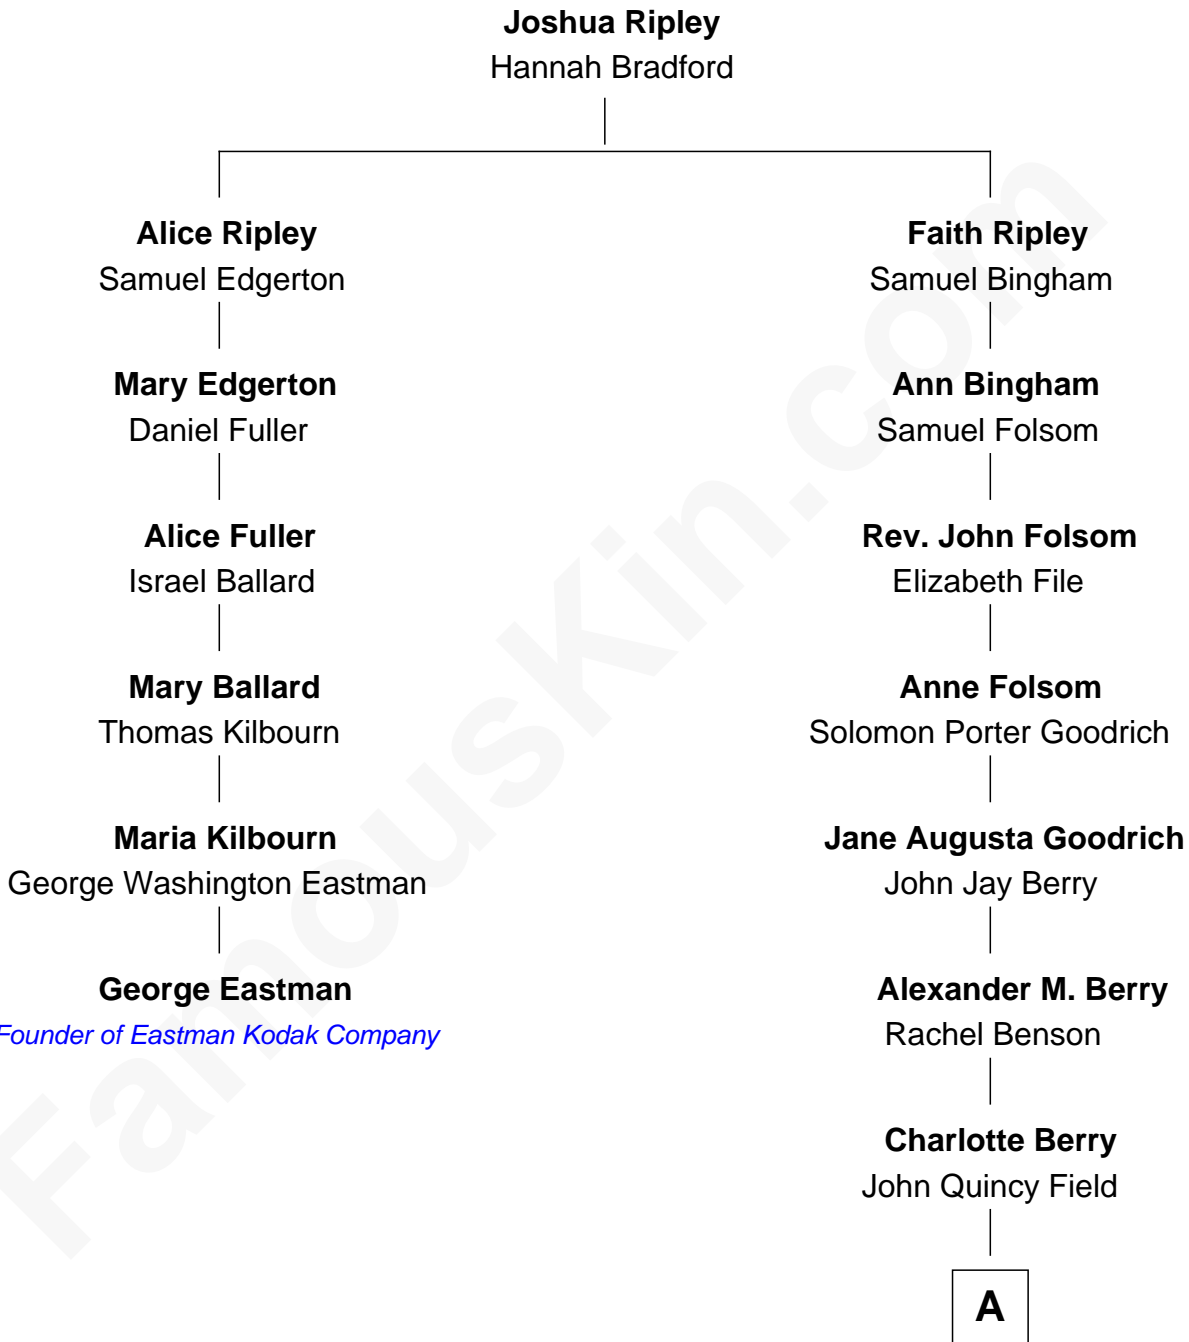 Joshua Ripley
Hannah Bradford
Alice Ripley
Samuel Edgerton
Mary Edgerton
Daniel Fuller
Alice Fuller
Israel Ballard
Mary Ballard
Thomas Kilbourn
Maria Kilbourn
George Washington Eastman
George Eastman
Founder of Eastman Kodak Company
Faith Ripley
Samuel Bingham
Ann Bingham
Samuel Folsom
Rev. John Folsom
Elizabeth File
Anne Folsom
Solomon Porter Goodrich
Jane Augusta Goodrich
John Jay Berry
Alexander M. Berry
Rachel Benson
Charlotte Berry
John Quincy Field
A
FamousKin.com